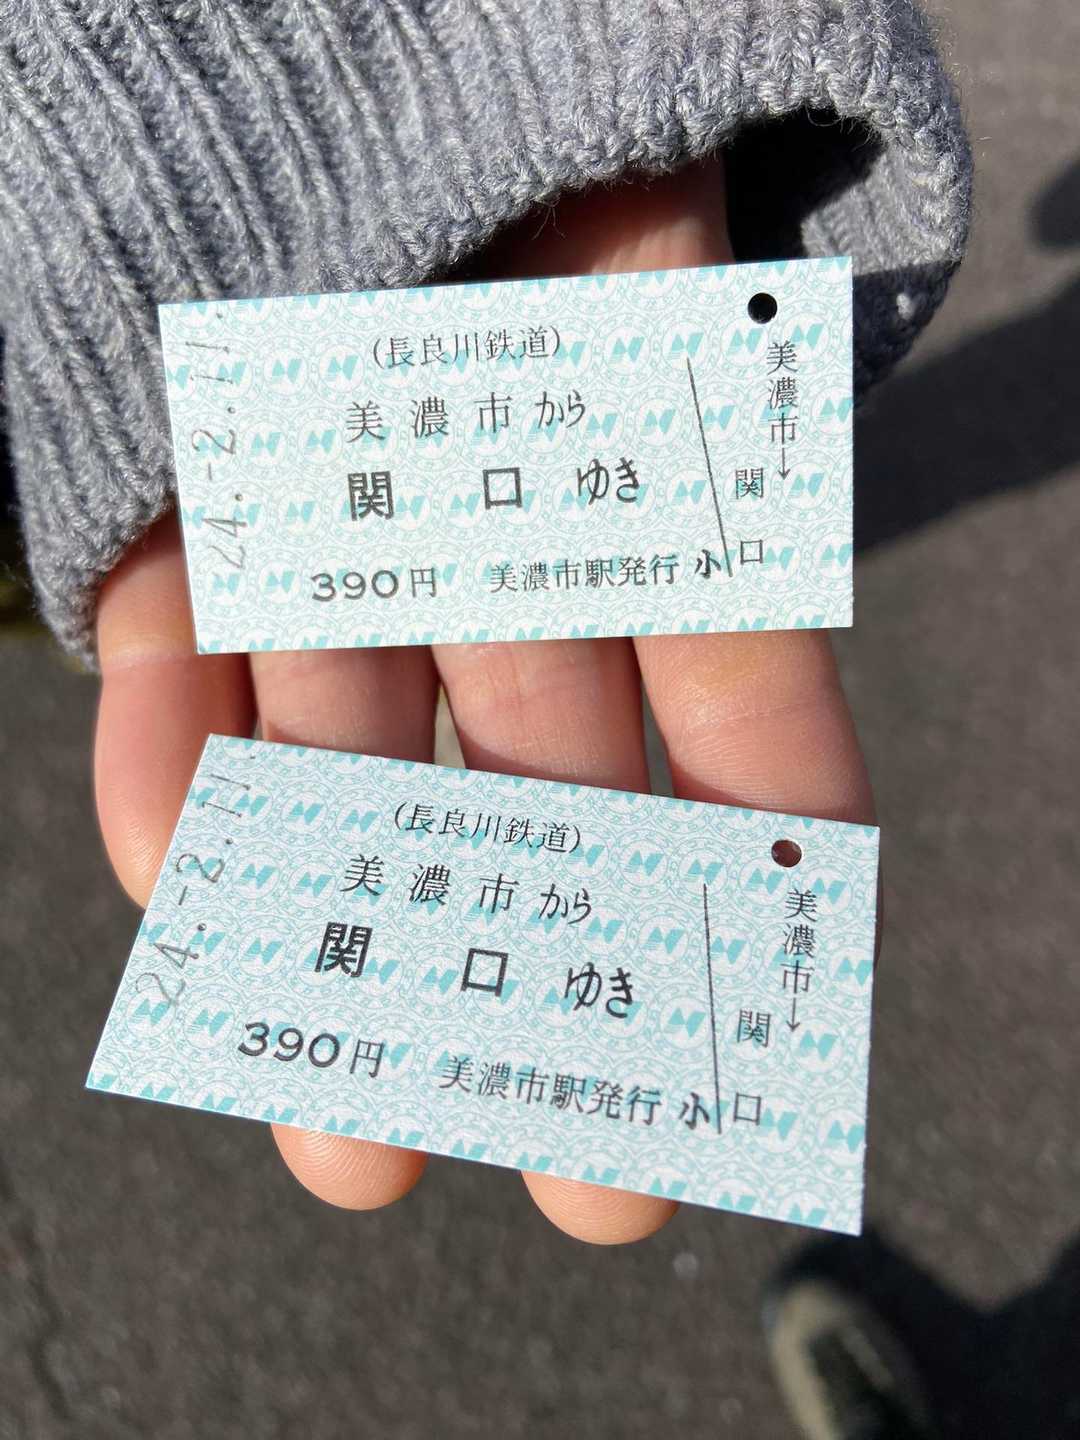 (長良川鉄道)
美濃市から
関口ゆき
390円 美濃市駅発行 小
美濃市→
関口
24.-2.11.
(長良川鉄道)
美濃市から
関口ゆき
390円 美濃市駅発行 小
美濃市→
関口
24.-2.11.